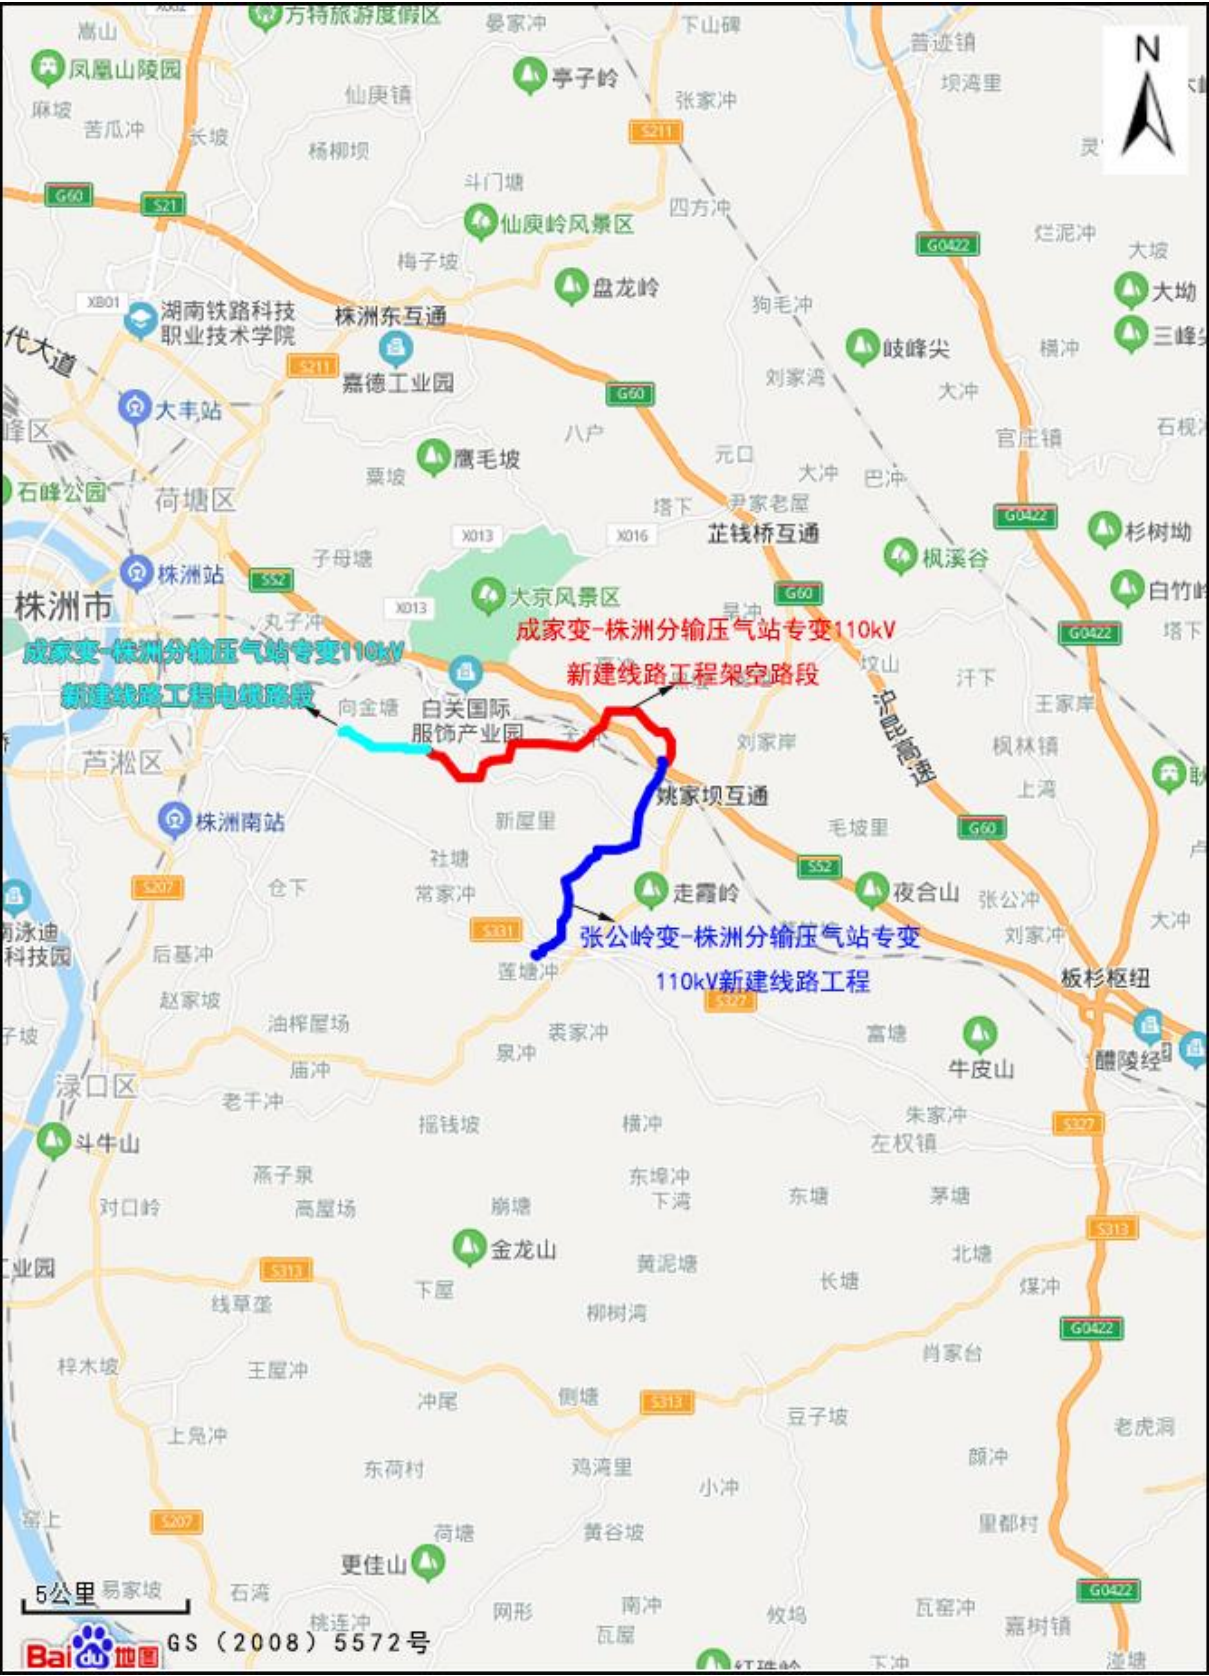 嵩山
方特旅游度假区
晏家冲
下山碑
普迹镇
N
凤凰山陵园
亭子岭
坝湾里
麻坡
仙庚镇
张家冲
苦瓜冲
长坡
S211
杨柳坝
斗门塘
G60
S21
四方冲
仙庾岭风景区
G0422
烂泥冲
大坡
梅子坡
盘龙岭
大坳
XB01
湖南铁路科技
职业技术学院
株洲东互通
狗毛冲
三峰尖
代大道
岐峰尖
横冲
S211
嘉德工业园
刘家湾
大冲
G60
大丰站
峰区
八户
官庄镇
石枧冲
鹰毛坡
元口
粟坡
大冲
巴冲
石峰公园
荷塘区
塔下
尹家老屋
G0422
X013
X016
芷钱桥互通
杉树坳
子母塘
枫溪谷
株洲站
S52
大京风景区
G60
白竹岭
株洲市
X013
旱冲
丸子冲
成家变-株洲分输压气站专变110kV
G0422
塔下
成家变-株洲分输压气站专变110kV
新建线路工程架空路段
坟山
汗下
新建线路工程电缆路段
向金塘
白关国际
服饰产业园
沪昆高速
王家岸
刘家岸
枫林镇
芦淞区
上湾
姚家坝互通
株洲南站
新屋里
毛坡里
G60
社塘
S52
S207
仓下
常家冲
走霞岭
夜合山
张公冲
S331
大冲
南泳迪
科技园
张公岭变-株洲分输压气站专变
110kV新建线路工程
刘家冲
后基冲
莲塘冲
板杉枢纽
赵家坡
S327
油榨屋场
裘家冲
富塘
子坡
泉冲
牛皮山
醴陵经
庙冲
渌口区
老干冲
摇钱坡
横冲
朱家冲
S327
斗牛山
左权镇
燕子泉
东埠冲
下湾
对口岭
高屋场
崩塘
东塘
茅塘
S313
金龙山
工业园
S313
黄泥塘
北塘
长塘
煤冲
下屋
线草垄
柳树湾
G0422
肖家台
梓木坡
王屋冲
冲尾
侧塘
S313
豆子坡
上凫冲
老虎洞
颜冲
东荷村
鸡湾里
小冲
窑上
S207
荷塘
黄谷坡
里都村
更佳山
5公里
易家坡
石湾
G0422
桃连冲
网形
南冲
攸坞
瓦窑冲
瓦屋
嘉树镇
Bai du 地图
GS（2008）5572号
下冲
湴塘